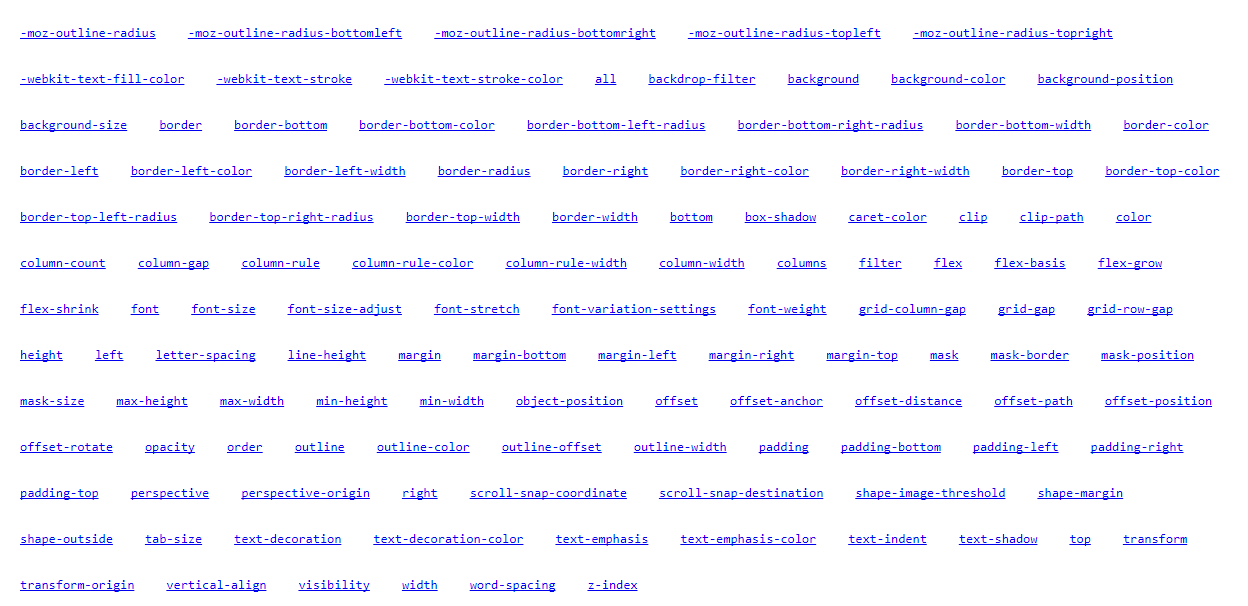 -moz-outline-radius -moz-outline-radius-bottomleft -moz-outline-radius-bottomright -moz-outline-radius-topleft -moz-outline-radius-topright
-webkit-text-fill-color -webkit-text-stroke -webkit-text-stroke-color all backdrop-filter background background-color background-position
background-size border border-bottom border-bottom-color border-bottom-left-radius border-bottom-right-radius border-bottom-width border-color
border-left border-left-color border-left-width border-radius border-right border-right-color border-right-width border-top border-top-color
border-top-left-radius border-top-right-radius border-top-width border-width bottom box-shadow caret-color clip clip-path color
column-count column-gap column-rule column-rule-color column-rule-width column-width columns filter flex flex-basis flex-grow
flex-shrink font font-size font-size-adjust font-stretch font-variation-settings font-weight grid-column-gap grid-gap grid-row-gap
height left letter-spacing line-height margin margin-bottom margin-left margin-right margin-top mask mask-border mask-position
mask-size max-height max-width min-height min-width object-position offset offset-anchor offset-distance offset-path offset-position
offset-rotate opacity order outline outline-color outline-offset outline-width padding padding-bottom padding-left padding-right
padding-top perspective perspective-origin right scroll-snap-coordinate scroll-snap-destination shape-image-threshold shape-margin
shape-outside tab-size text-decoration text-decoration-color text-emphasis text-emphasis-color text-indent text-shadow top transform
transform-origin vertical-align visibility width word-spacing z-index